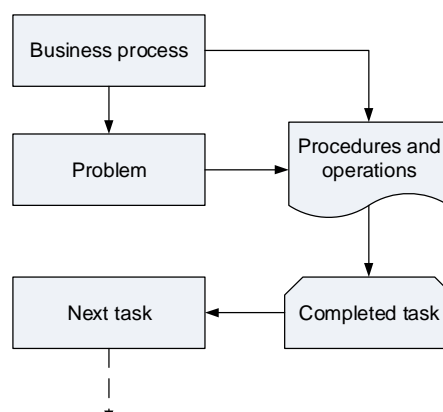 Business process
Problem
Procedures and
operations
Next task
Completed task